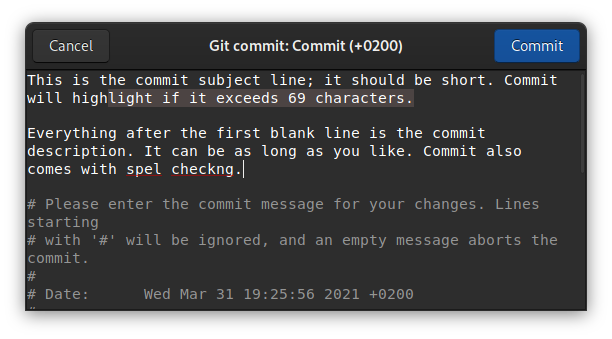 Cancel
Git commit: Commit (+0200)
Commit
This is the commit subject line; it should be short. Commit
will highlight if it exceeds 69 characters.
Everything after the first blank line is the commit
description. It can be as long as you like. Commit also
comes with spel checkng.
# Please enter the commit message for your changes. Lines
starting
# with '#' will be ignored, and an empty message aborts the
commit.
#
# Date:      Wed Mar 31 19:25:56 2021 +0200